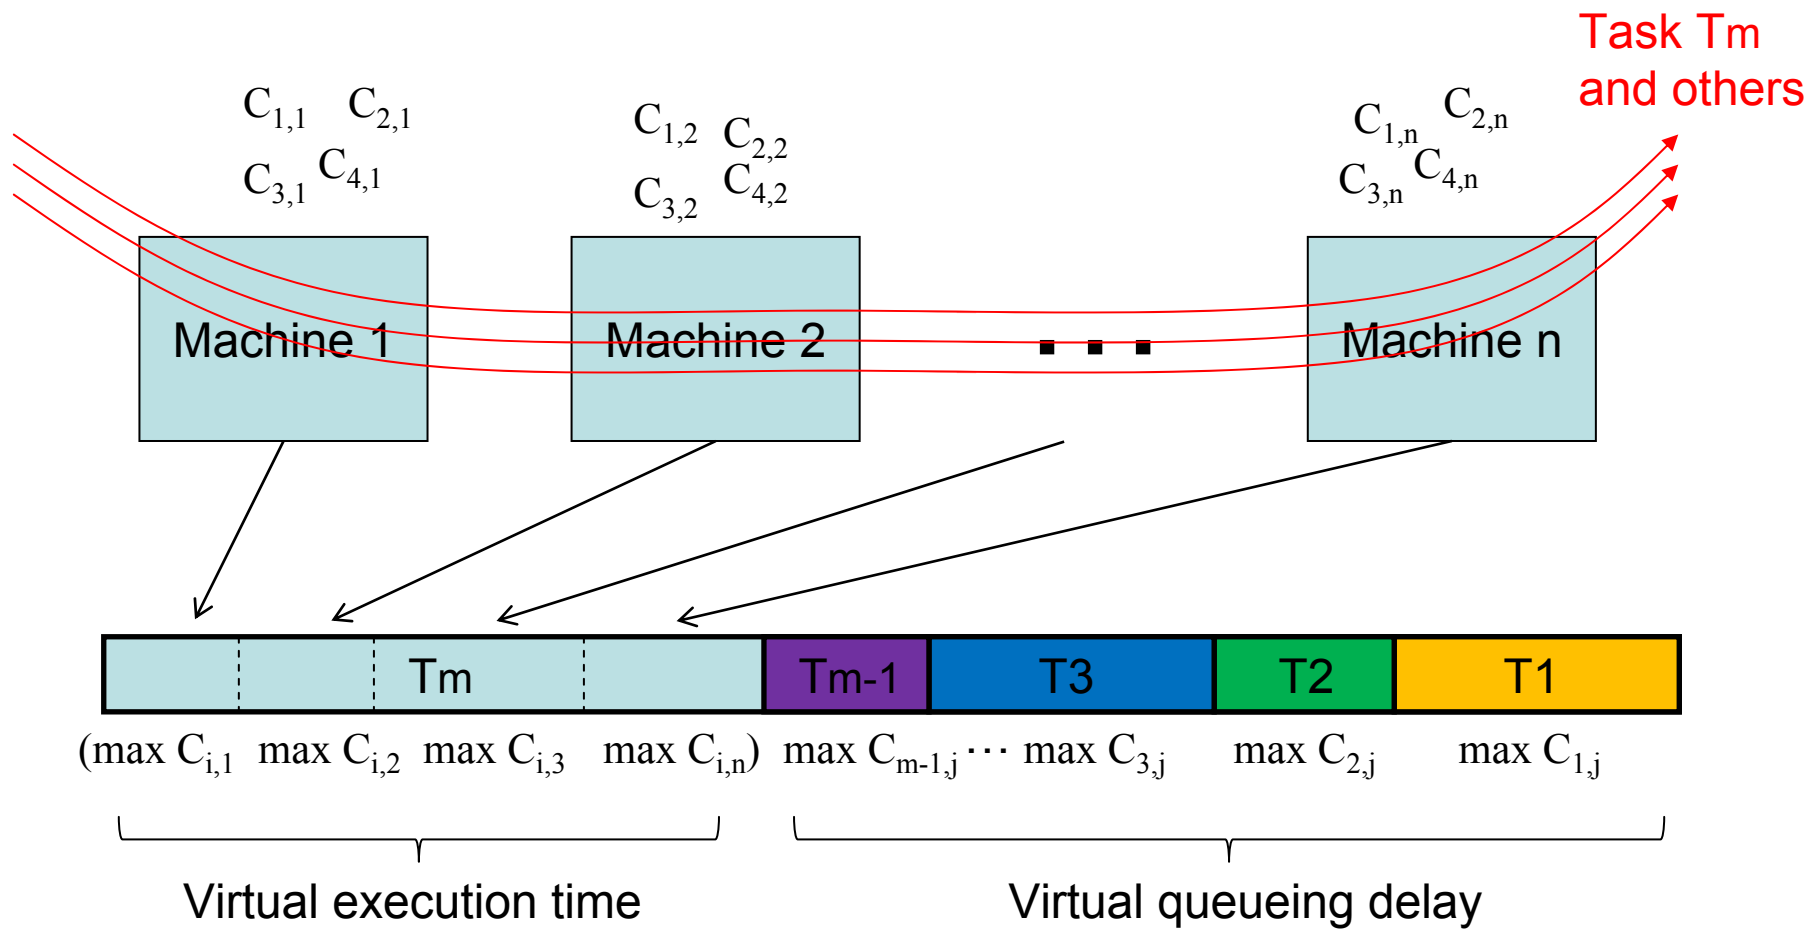 Task Tm
and others
C1,1 C2,1
C3,1 C4,1
C1,2 C2,2
C3,2 C4,2
C1,n C2,n
C3,n C4,n
Machine 1
Machine 2
...
Machine n
Tm Tm-1 T3 T2 T1
(max Ci,1 max Ci,2 max Ci,3 max Ci,n) max Cm-1,j ... max C3,j max C2,j max C1,j
Virtual execution time
Virtual queueing delay